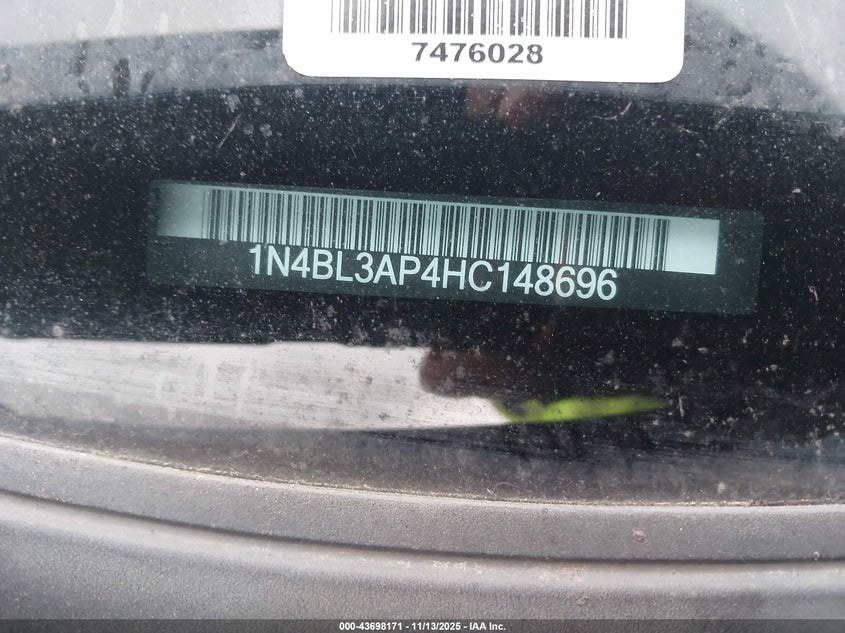 7476028
1N4BL3AP4HC148696
000-43698171 - 11/13/2025 - IAA Inc.